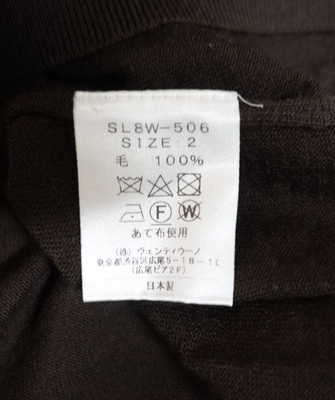 SL8W-506
SIZE:2
毛 100%
F W
あて布使用
(株) ヴェンティウーノ
東京都渋谷区広尾5-18-10
(広尾ピア2F)
日本製